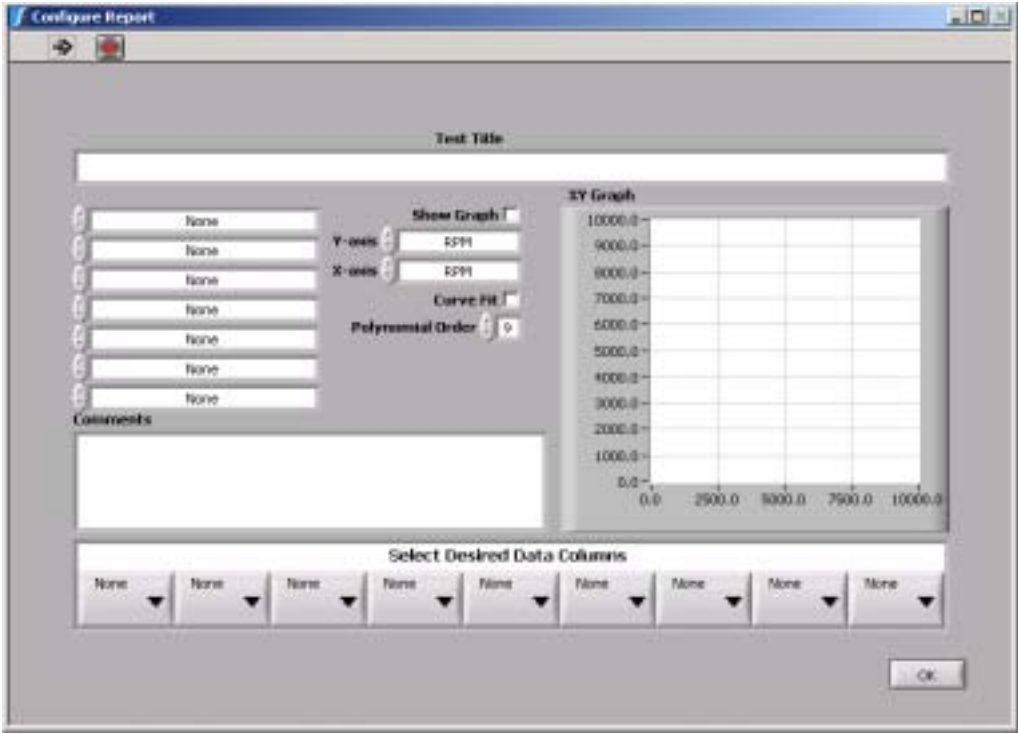 Configure Report
Test Title
None
None
None
None
None
None
None
Show Graph
Y-axis RPM
X-axis RPM
Curve Fit
Polynomial Order 9
XY Graph
10000.0
9000.0
8000.0
7000.0
6000.0
5000.0
4000.0
3000.0
2000.0
1000.0
0.0
0.0 2500.0 5000.0 7500.0 10000.0
Comments
Select Desired Data Columns
None None None None None None None None None
OK